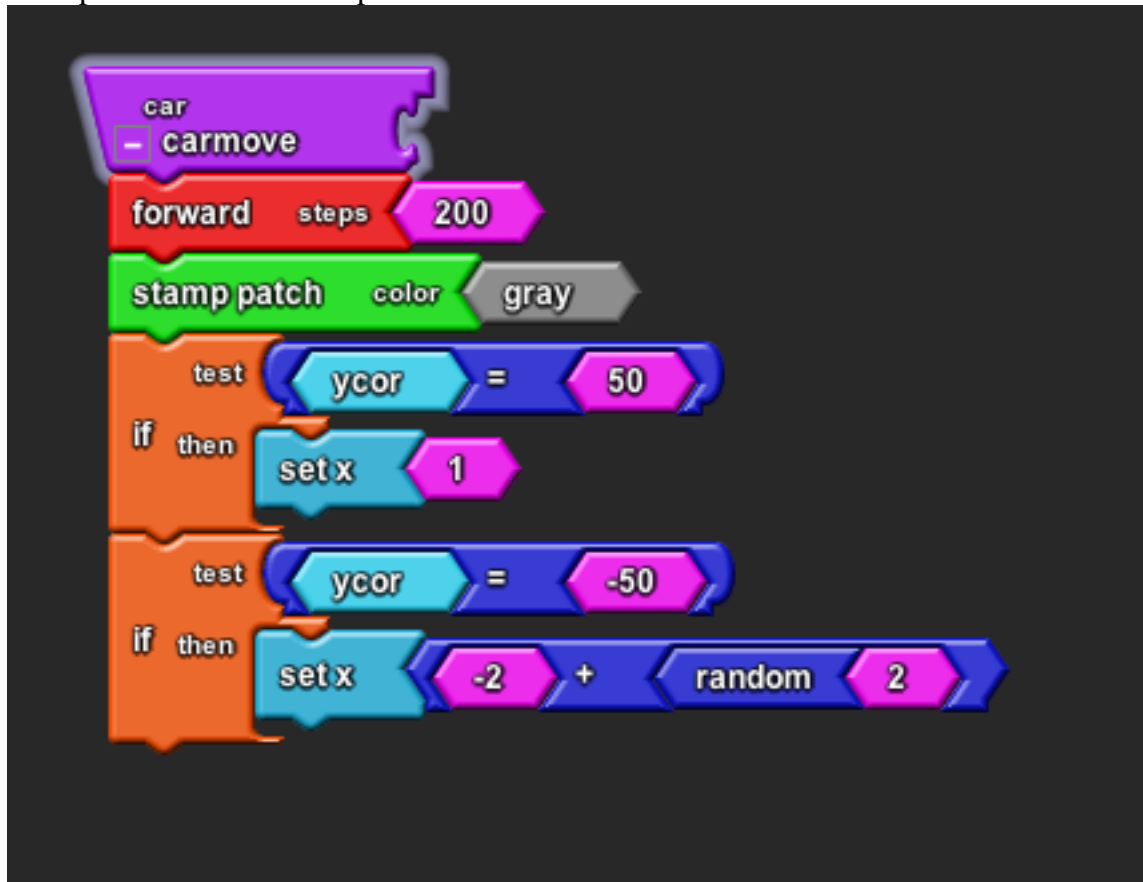 car
− carmove
forward steps 200
stamp patch color gray
test ycor = 50
if then set x 1
test ycor = -50
if then set x -2 + random 2